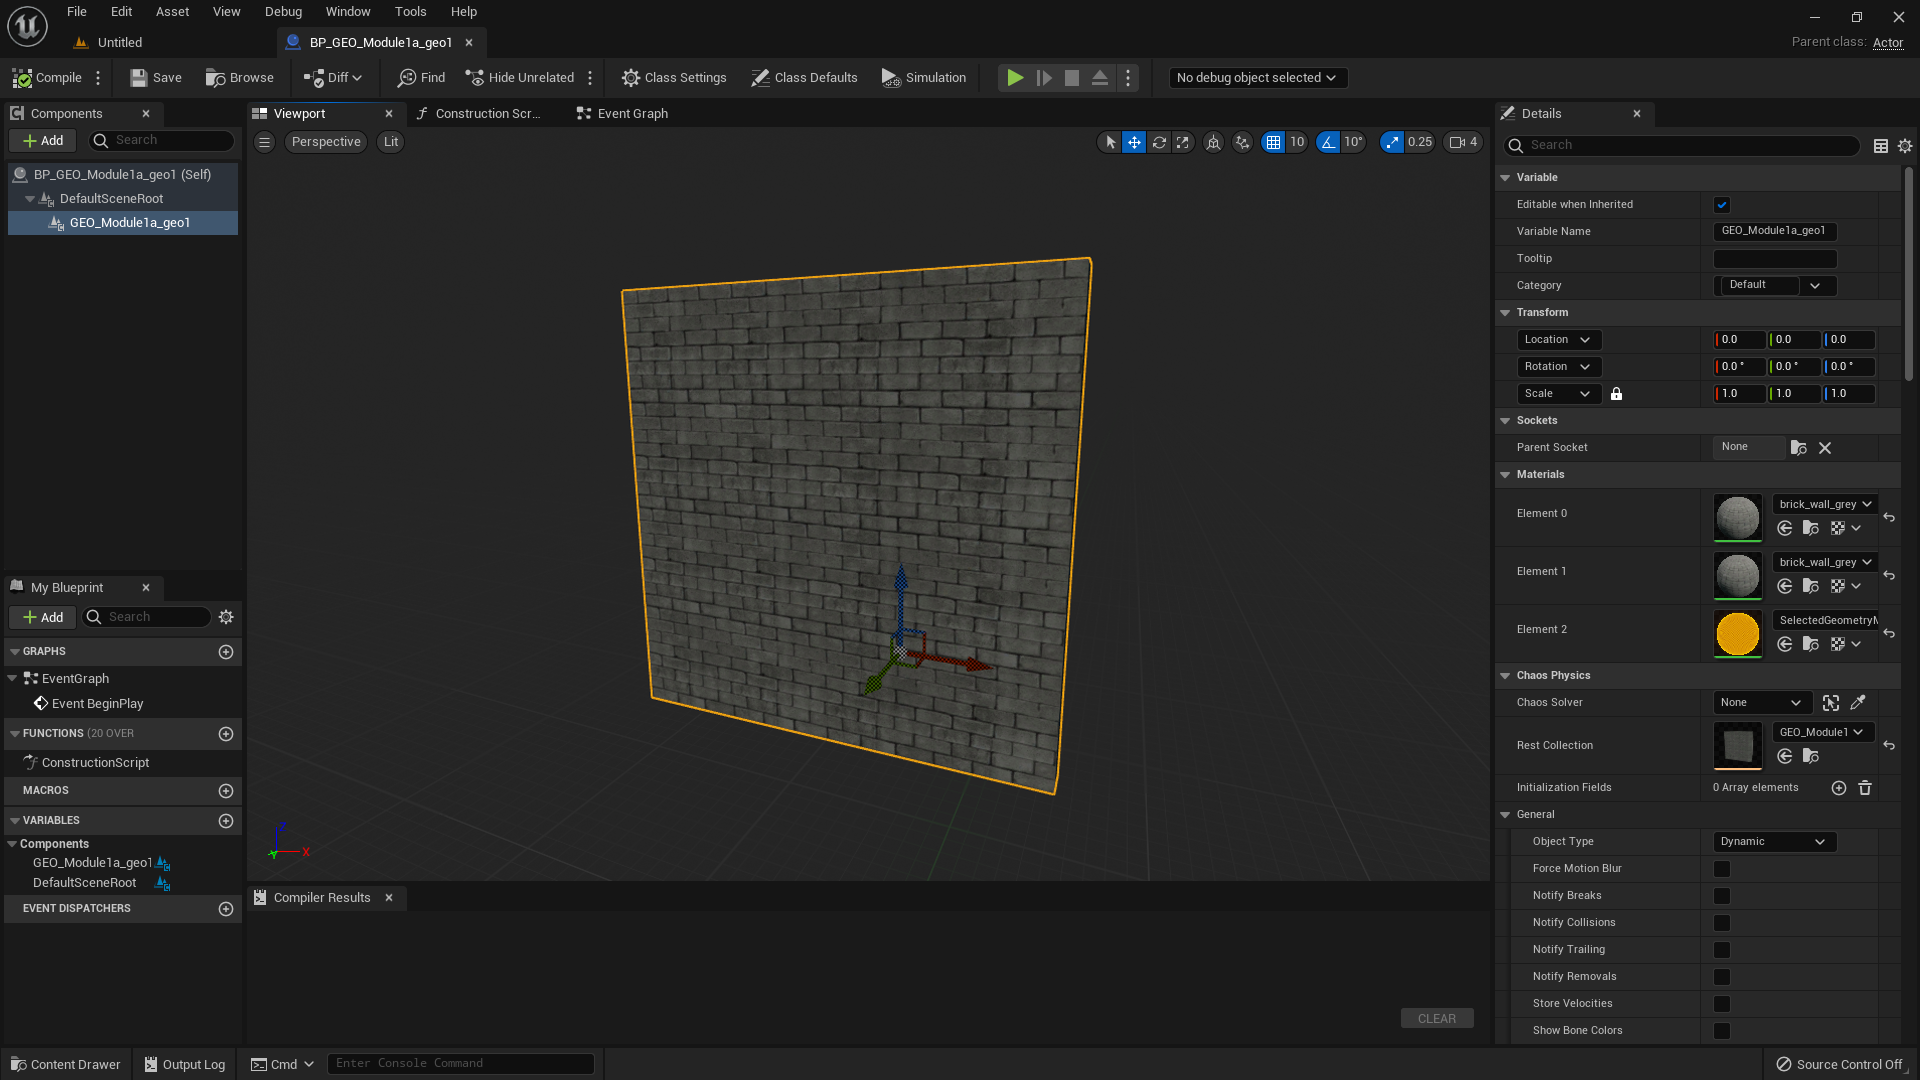 File Edit Asset View Debug Window Tools Help
Untitled
BP_GEO_Module1a_geo1
Parent class: Actor
Compile
Save
Browse
Diff
Find
Hide Unrelated
Class Settings
Class Defaults
Simulation
No debug object selected
Components
Add
Search
BP_GEO_Module1a_geo1 (Self)
DefaultSceneRoot
GEO_Module1a_geo1
My Blueprint
Add
Search
GRAPHS
EventGraph
Event BeginPlay
FUNCTIONS (20 OVER
ConstructionScript
MACROS
VARIABLES
Components
GEO_Module1a_geo1
DefaultSceneRoot
EVENT DISPATCHERS
Viewport
Construction Scr...
Event Graph
Perspective
Lit
10
10°
0.25
4
Z
X
Y
Compiler Results
CLEAR
Details
Search
Variable
Editable when Inherited
Variable Name GEO_Module1a_geo1
Tooltip
Category Default
Transform
Location 0.0 0.0 0.0
Rotation 0.0 ° 0.0 ° 0.0 °
Scale 1.0 1.0 1.0
Sockets
Parent Socket None
Materials
Element 0 brick_wall_grey
Element 1 brick_wall_grey
Element 2 SelectedGeometryM
Chaos Physics
Chaos Solver None
Rest Collection GEO_Module1
Initialization Fields 0 Array elements
General
Object Type Dynamic
Force Motion Blur
Notify Breaks
Notify Collisions
Notify Trailing
Notify Removals
Store Velocities
Show Bone Colors
Content Drawer
Output Log
Cmd
Enter Console Command
Source Control Off